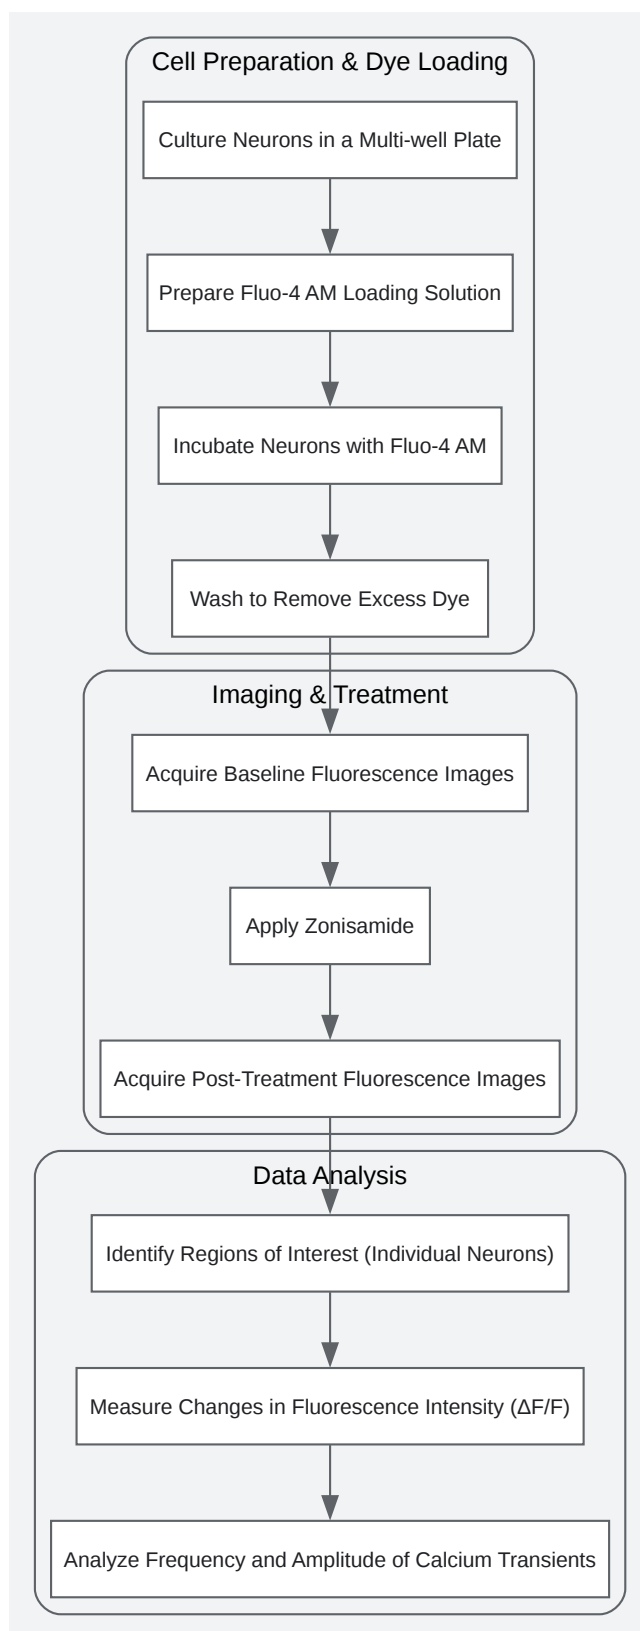 Cell Preparation & Dye Loading
Culture Neurons in a Multi-well Plate
Prepare Fluo-4 AM Loading Solution
Incubate Neurons with Fluo-4 AM
Wash to Remove Excess Dye
Imaging & Treatment
Acquire Baseline Fluorescence Images
Apply Zonisamide
Acquire Post-Treatment Fluorescence Images
Data Analysis
Identify Regions of Interest (Individual Neurons)
Measure Changes in Fluorescence Intensity (ΔF/F)
Analyze Frequency and Amplitude of Calcium Transients